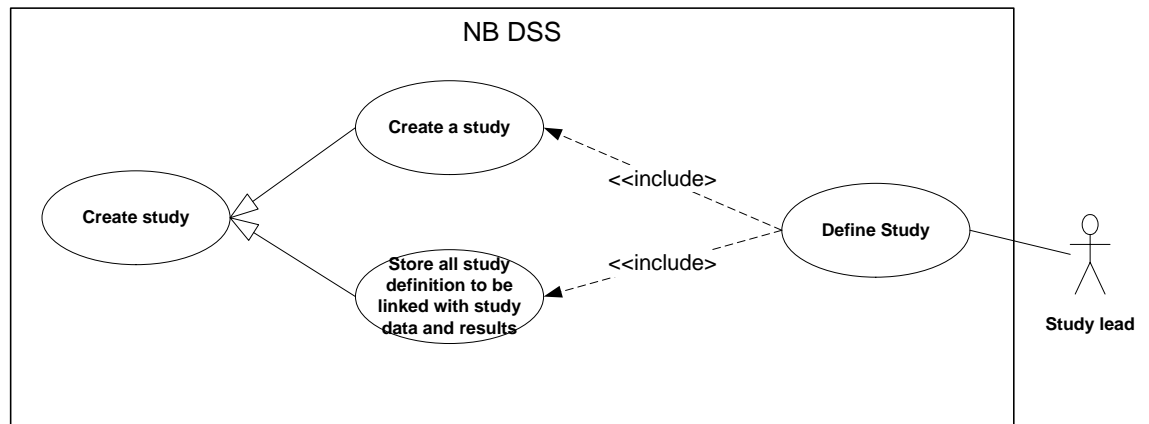 NB DSS
Create a study
<<include>
Create study
Define Study
Store all study
definition to be
linked with study
data and results
<<include>
Study lead